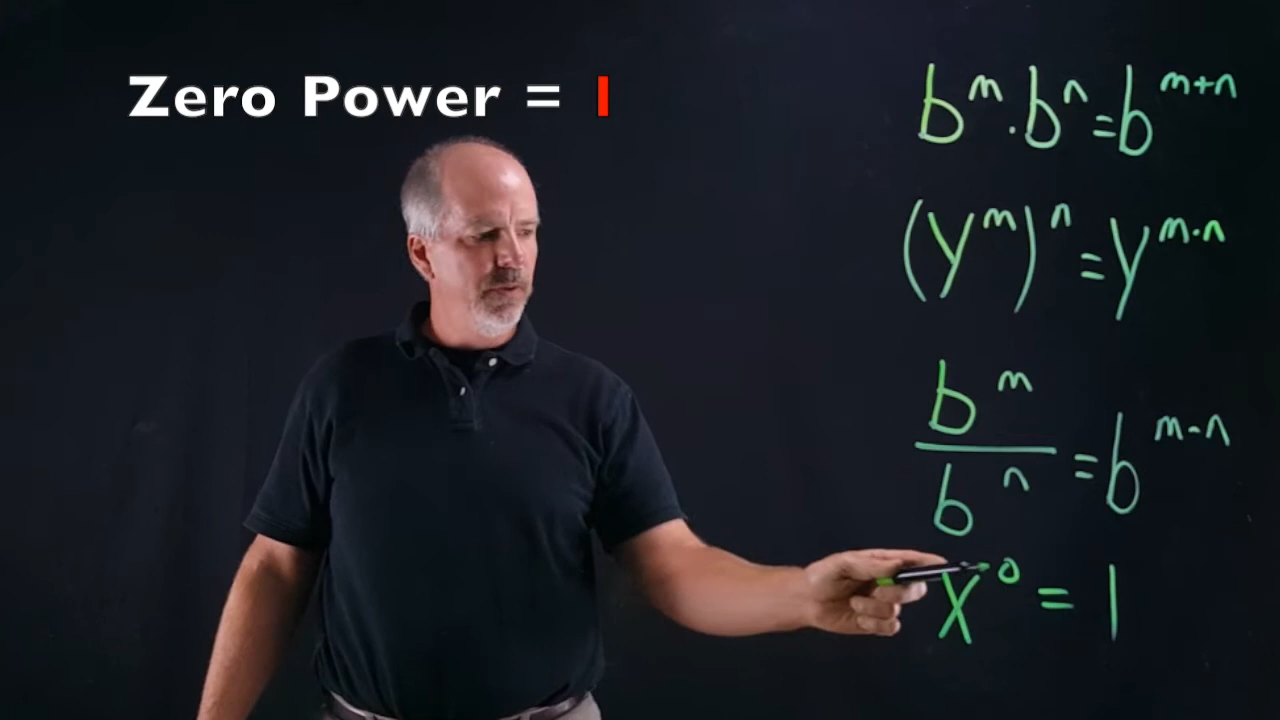 Zero Power = 1
b^m · b^n = b^(m+n)
(y^m)^n = y^(m·n)
b^m / b^n = b^(m-n)
x^0 = 1